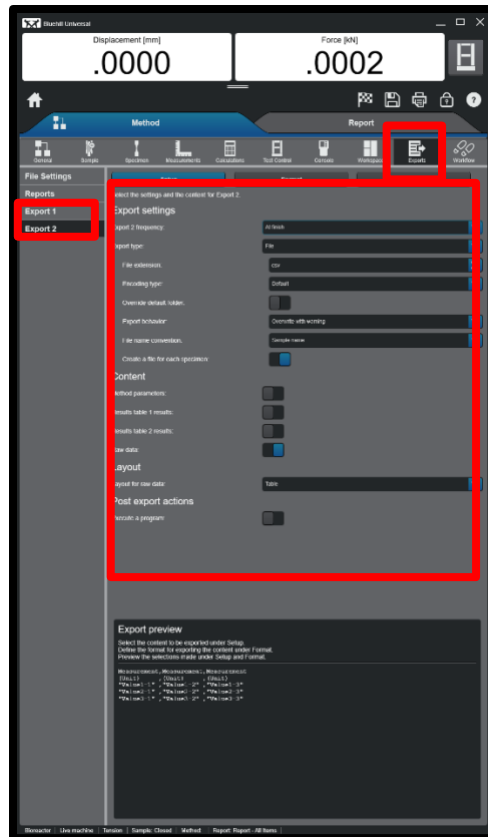 Bluehill Universal
Displacement [mm]
.0000
Force [kN]
.0002
Method
Report
General
Sample
Specimen
Measurements
Calculations
Test Control
Console
Workspace
Exports
Workflow
File Settings
Reports
Export 1
Export 2
Select the settings and the content for Export 2.
Export settings
Export 2 frequency:
At finish
Export type:
File
File extension:
csv
Encoding type:
Default
Override default folder:
Export behavior:
Overwrite with warning
File name convention:
Sample name
Create a file for each specimen:
Content
Method parameters:
Results table 1 results:
Results table 2 results:
Raw data:
Layout
Layout for raw data:
Table
Post export actions
Execute a program:
Export preview
Select the content to be exported under Setup.
Define the format for exporting the content under Format.
Preview the selections made under Setup and Format.
Measurement,Measurement,Measurement
(Unit) ,(Unit) ,(Unit)
"Value1-1" ,"Value1-2" ,"Value1-3"
"Value2-1" ,"Value2-2" ,"Value2-3"
"Value3-1" ,"Value3-2" ,"Value3-3"
Bioreactor | Live machine | Tension | Sample: Closed | Method: | Report: Report - All Items |